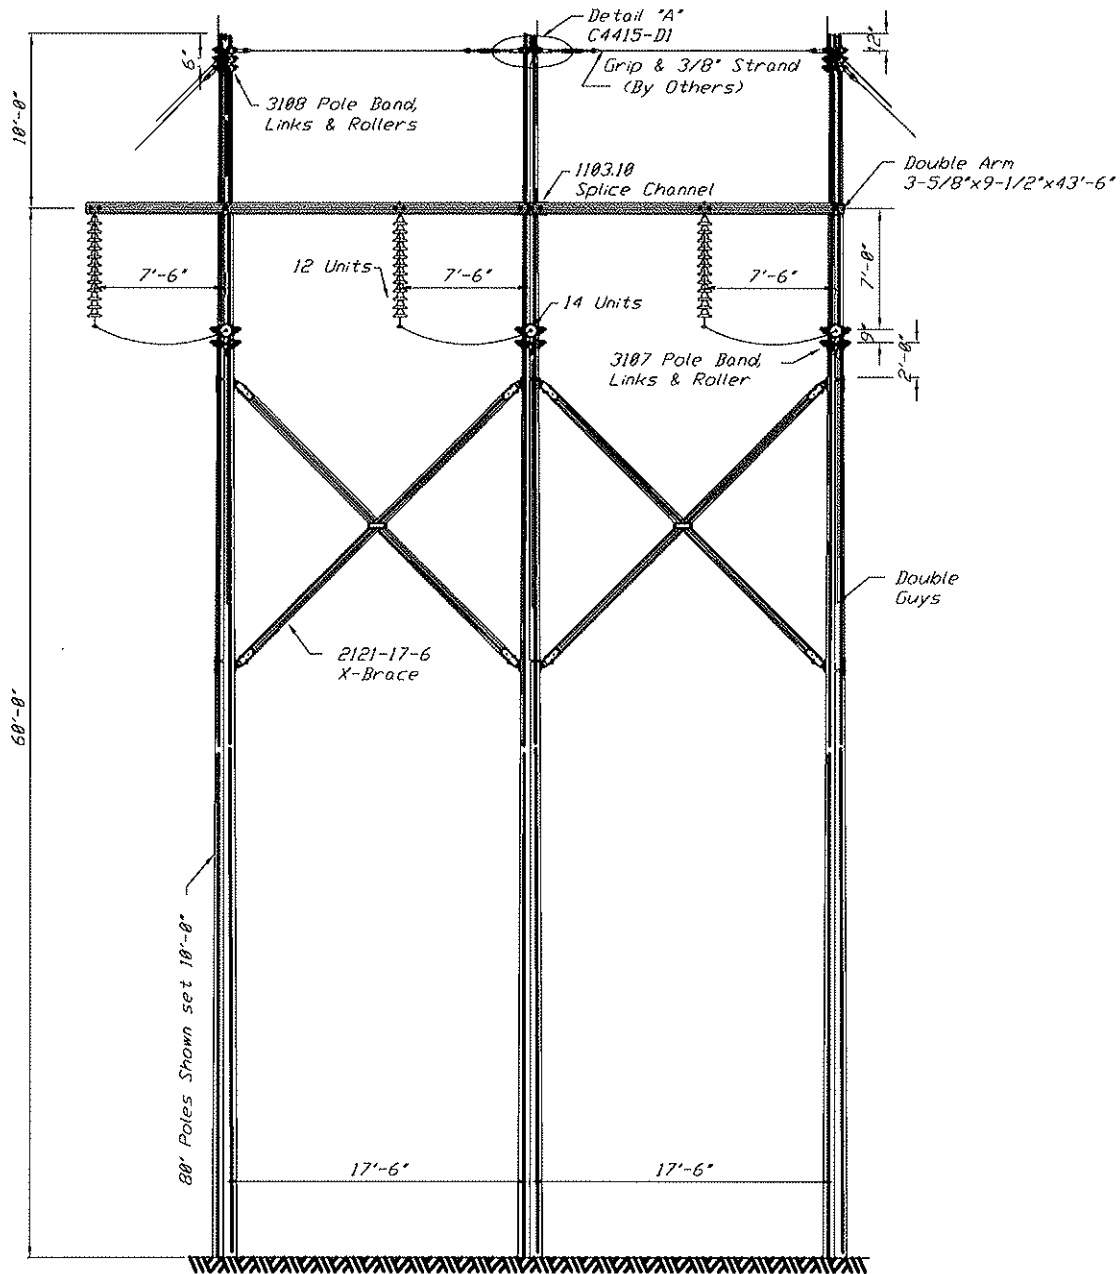 Detail "A"
C4415-D1
12"
6"
Grip & 3/8" Strand
(By Others)
3108 Pole Band,
Links & Rollers
10'-0"
1103.10
Splice Channel
Double Arm
3-5/8"x9-1/2"x43'-6"
7'-6"
12 Units
7'-6"
7'-6"
7'-0"
14 Units
9"
3107 Pole Band,
Links & Roller
2'-0"
Double
Guys
2121-17-6
X-Brace
60'-0"
80' Poles Shown set 10'-0"
17'-6"
17'-6"